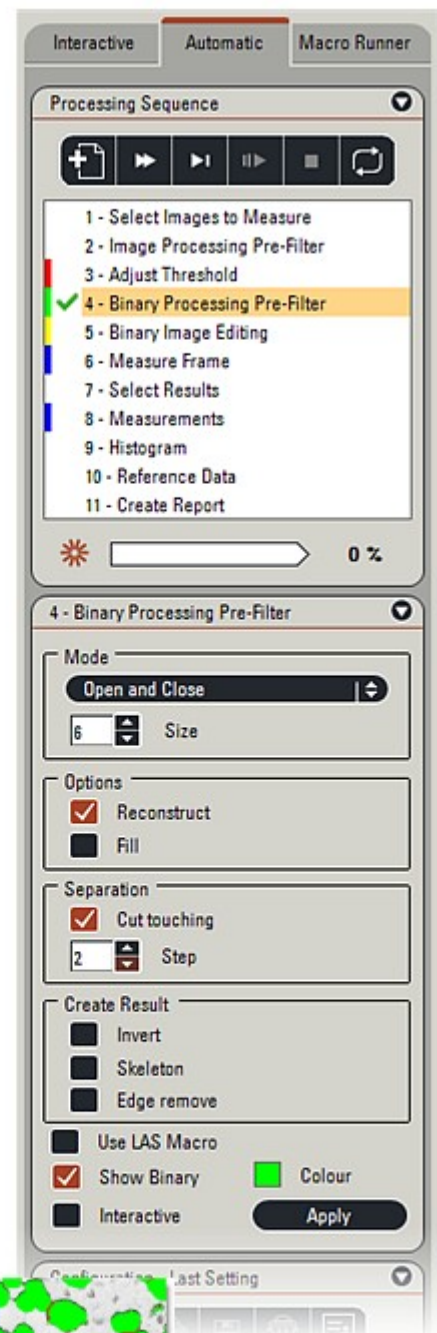 Interactive Automatic Macro Runner
Processing Sequence
1 - Select Images to Measure
2 - Image Processing Pre-Filter
3 - Adjust Threshold
4 - Binary Processing Pre-Filter
5 - Binary Image Editing
6 - Measure Frame
7 - Select Results
8 - Measurements
9 - Histogram
10 - Reference Data
11 - Create Report
0 %
4 - Binary Processing Pre-Filter
Mode
Open and Close
6 Size
Options
Reconstruct
Fill
Separation
Cut touching
2 Step
Create Result
Invert
Skeleton
Edge remove
Use LAS Macro
Show Binary Colour
Interactive Apply
Configuration - Last Setting